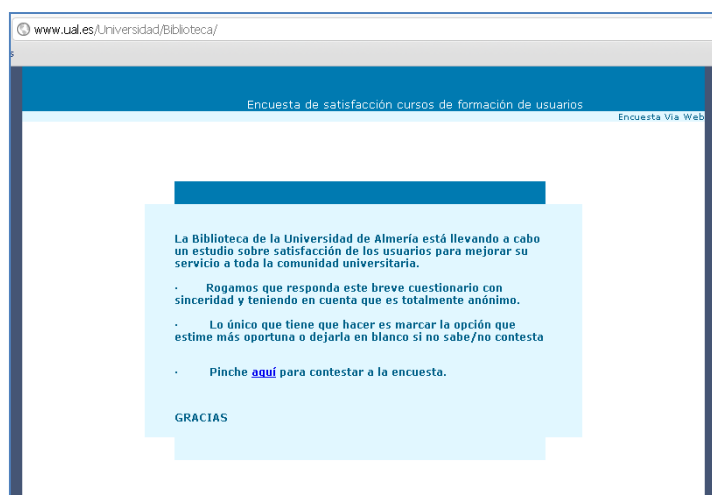 www.ual.es/Universidad/Biblioteca/
s
Encuesta de satisfacción cursos de formación de usuarios
Encuesta Via Web
La Biblioteca de la Universidad de Almería está llevando a cabo
un estudio sobre satisfacción de los usuarios para mejorar su
servicio a toda la comunidad universitaria.
· Rogamos que responda este breve cuestionario con
sinceridad y teniendo en cuenta que es totalmente anónimo.
· Lo único que tiene que hacer es marcar la opción que
estime más oportuna o dejarla en blanco si no sabe/no contesta
· Pinche aquí para contestar a la encuesta.
GRACIAS